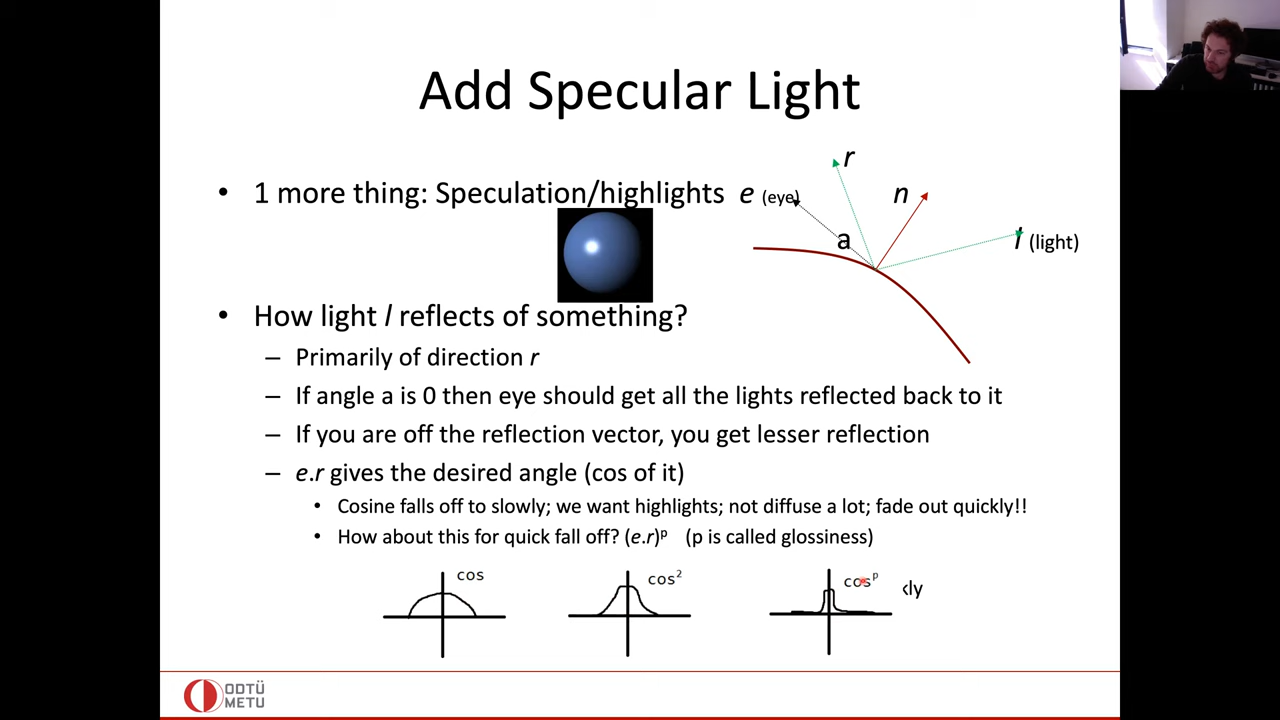 Add Specular Light
• 1 more thing: Speculation/highlights
e (eye)
r
n
a
l (light)
• How light l reflects of something?
– Primarily of direction r
– If angle a is 0 then eye should get all the lights reflected back to it
– If you are off the reflection vector, you get lesser reflection
– e.r gives the desired angle (cos of it)
• Cosine falls off to slowly; we want highlights; not diffuse a lot; fade out quickly!!
• How about this for quick fall off? (e.r)ᵖ (p is called glossiness)
cos
cos²
cosᵖ
kly
ODTÜ
METU